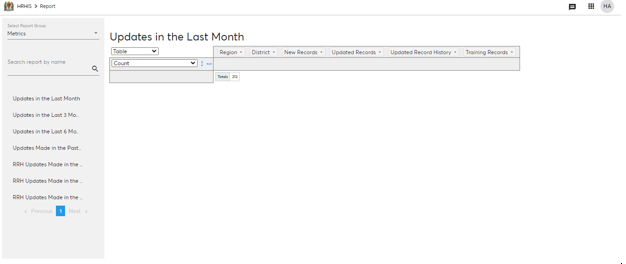 HRHIS > Report
HA
Select Report Group
Metrics
Search report by name
Updates in the Last Month
Updates in the Last 3 Mo..
Updates in the Last 6 Mo..
Updates Made in the Past..
RRH Updates Made in the ..
RRH Updates Made in the ..
RRH Updates Made in the ..
« Previous 1 Next »
Updates in the Last Month
Table
Region District New Records Updated Records Updated Record History Training Records
Count
Totals